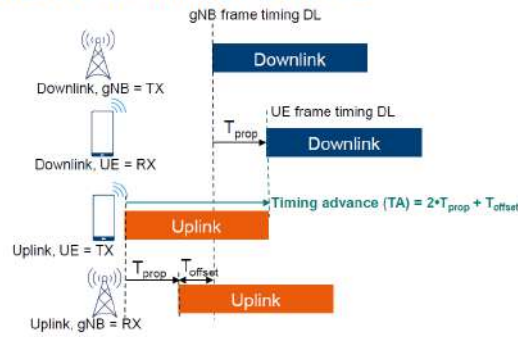 gNB frame timing DL
Downlink
Downlink, gNB = TX
UE frame timing DL
Tprop
Downlink
Downlink, UE = RX
Timing advance (TA) = 2•Tprop + Toffset
Uplink
Uplink, UE = TX
Tprop Toffset
Uplink
Uplink, gNB = RX